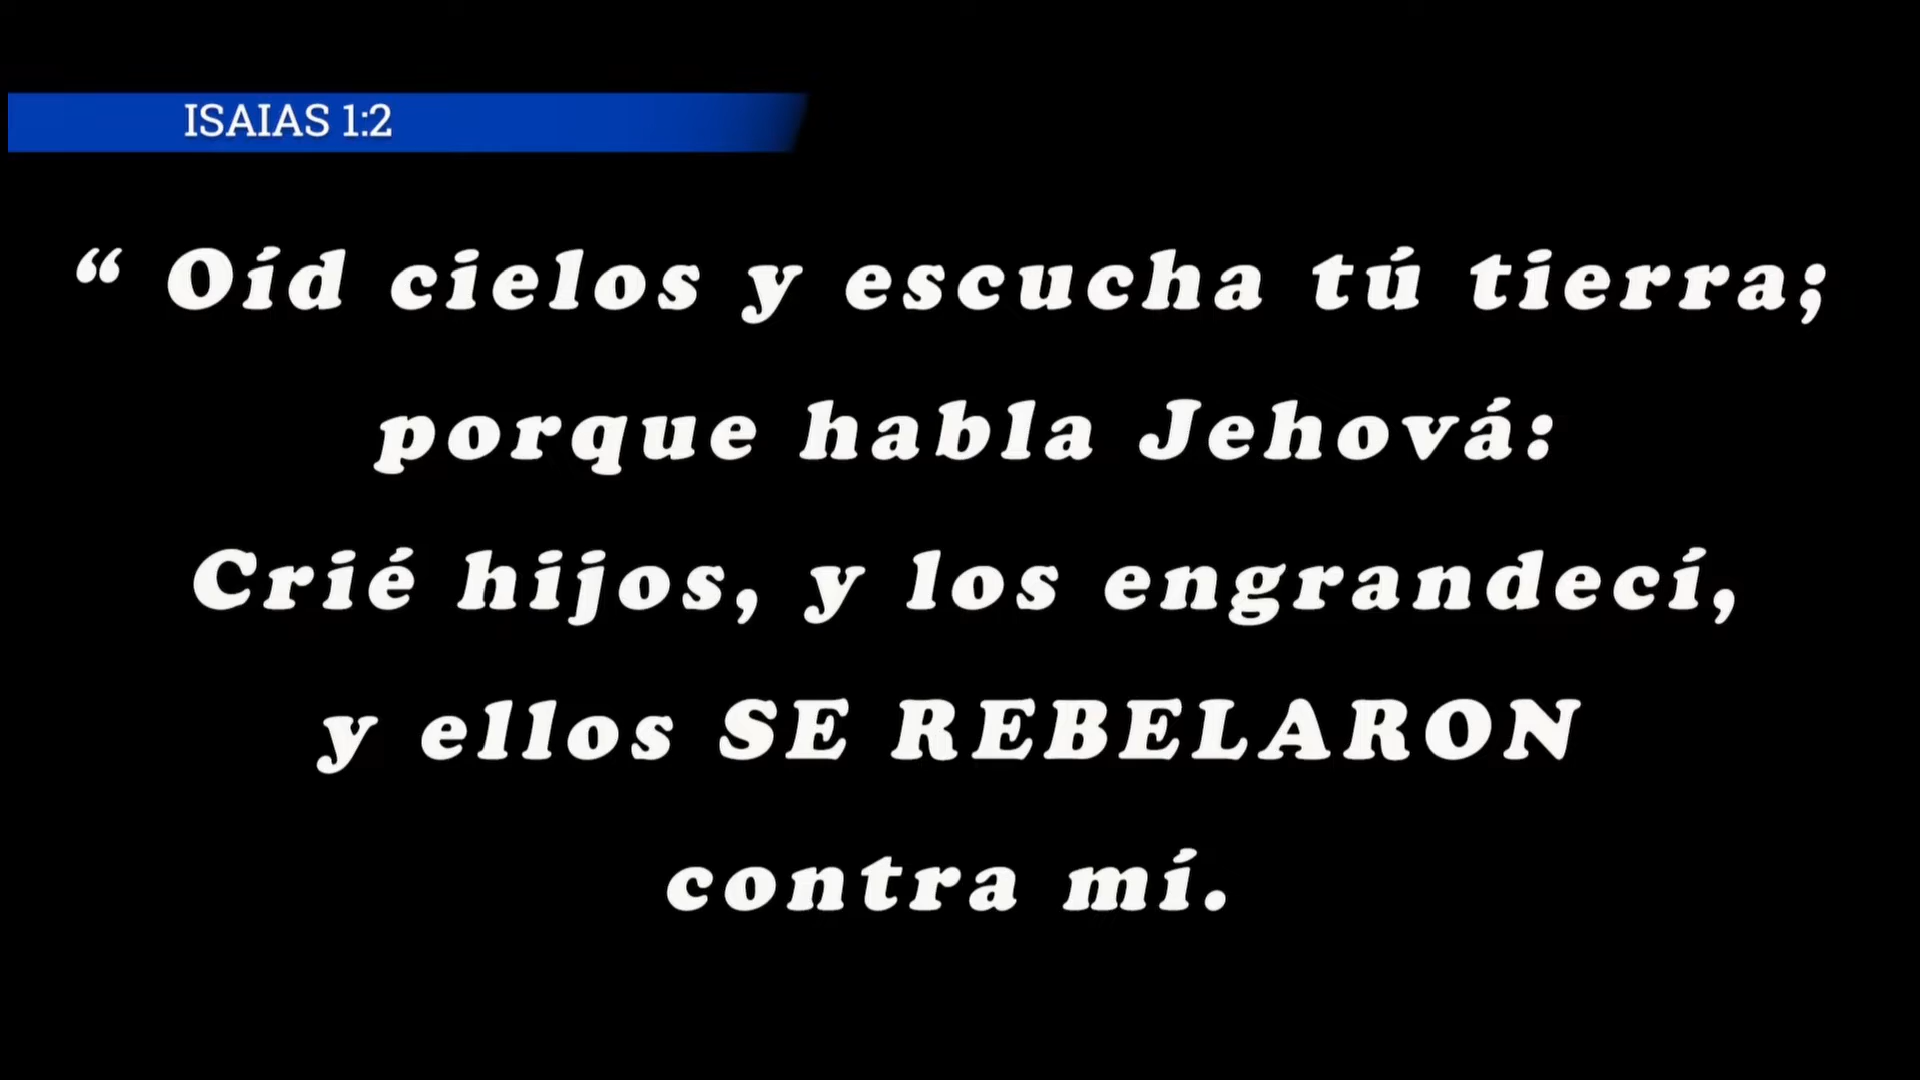 ISAIAS 1:2
“ Oíd cielos y escucha tú tierra;
porque habla Jehová:
Crié hijos, y los engrandecí,
y ellos SE REBELARON
contra mí.